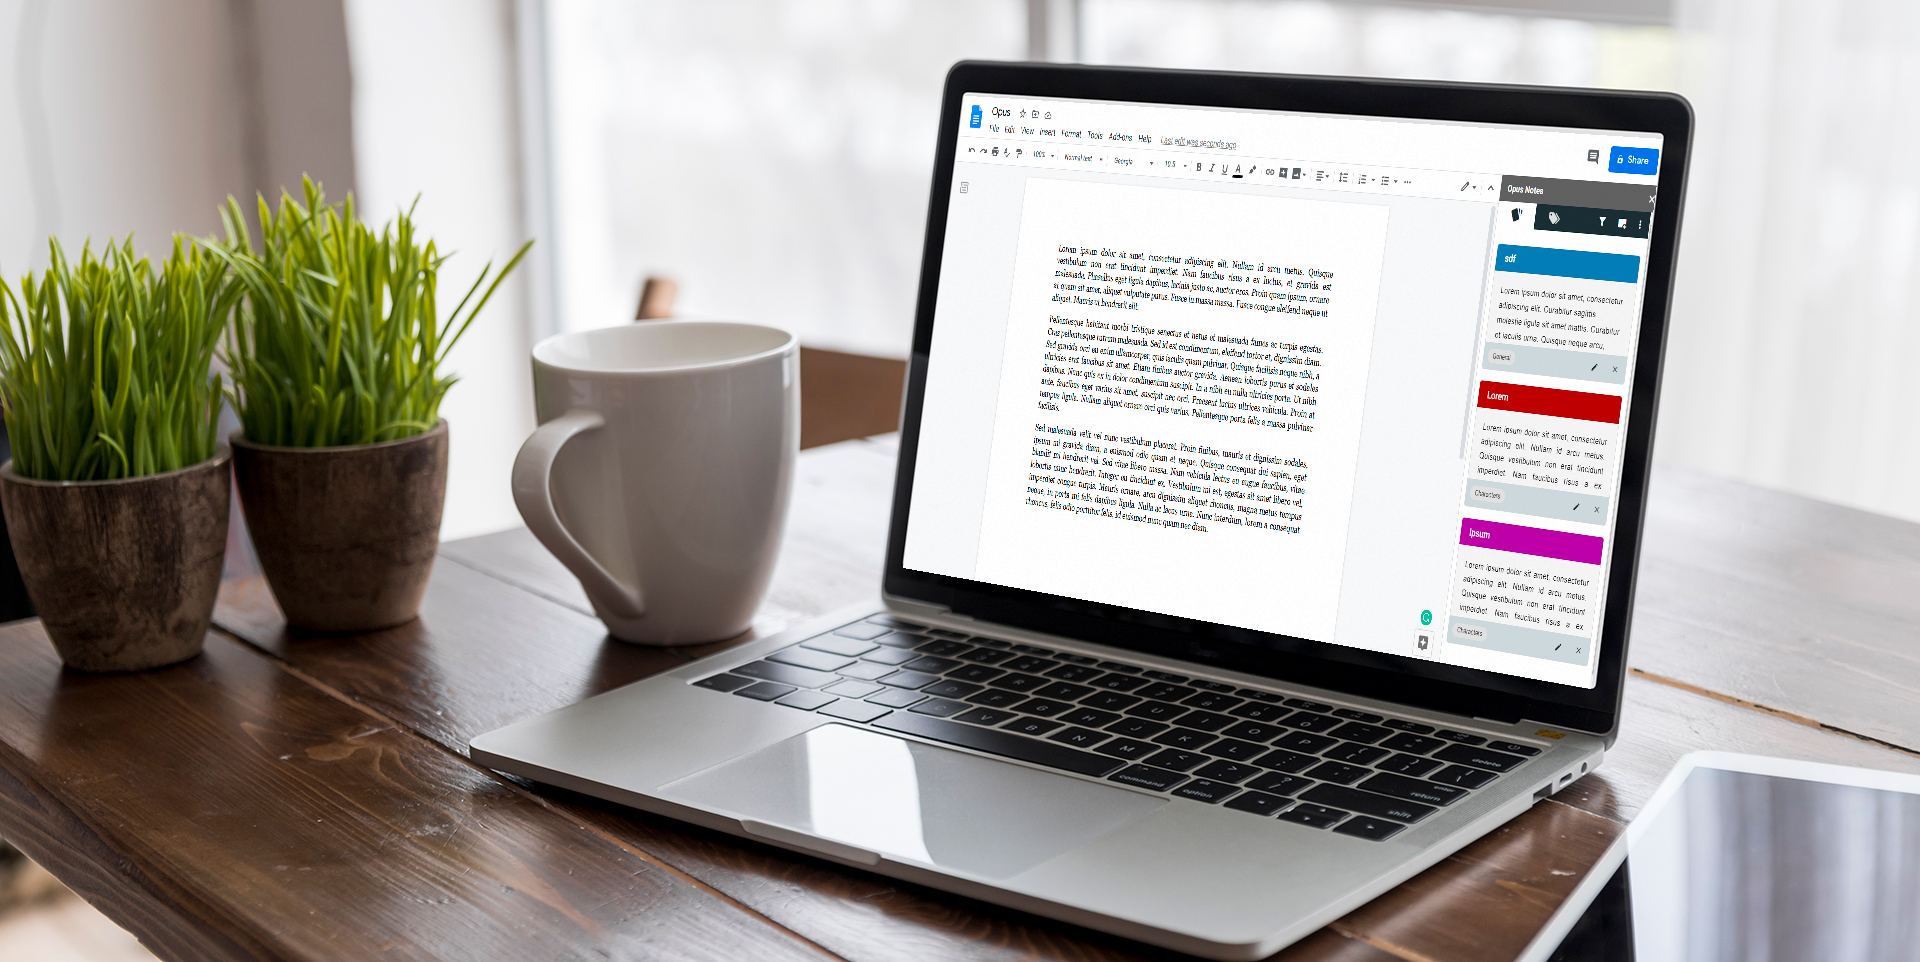 Opus
File Edit View Insert Format Tools Add-ons Help Last edit was seconds ago
Share
100% Normal text Georgia 10.5 B I U A
Opus Notes
Lorem ipsum dolor sit amet, consectetur adipiscing elit. Nullam id arcu metus. Quisque
vestibulum non erat tincidunt imperdiet. Nam faucibus risus a ex luctus, et gravida est
malesuada. Phasellus eget ligula dapibus, lacinia justo ac, auctor eros. Proin quam ipsum, ornare
at quam sit amet, aliquet vulputate purus. Fusce in massa massa. Fusce congue eleifend neque ut
aliquet. Mauris ut hendrerit elit.
Pellentesque habitant morbi tristique senectus et netus et malesuada fames ac turpis egestas.
Cras pellentesque rutrum malesuada. Sed id est condimentum, eleifend tortor et, dignissim diam.
Sed gravida orci eu enim ullamcorper, quis iaculis quam pulvinar. Quisque facilisis neque nibh, a
ultricies erat faucibus sit amet. Etiam finibus auctor gravida. Aenean lobortis purus et sodales
dapibus. Nunc quis ex in dolor condimentum suscipit. In a nibh eu nulla ultricies porta. Ut nibh
ante, faucibus eget varius sit amet, suscipit nec orci. Praesent luctus ultrices vehicula. Proin at
tempus ligula. Nullam aliquet ornare orci quis varius. Pellentesque porta felis a massa pulvinar
facilisis.
Sed malesuada velit vel nunc vestibulum placerat. Proin finibus, mauris et dignissim sodales,
ipsum mi gravida diam, a euismod odio quam et neque. Quisque consequat dui sapien, eget
blandit mi hendrerit vel. Sed vitae libero massa. Nam vehicula lectus eu augue faucibus, vitae
lobortis nunc hendrerit. Integer eu tincidunt ex. Vestibulum mi est, egestas sit amet libero vel,
imperdiet congue turpis. Mauris ornare, arcu dignissim aliquet rhoncus, magna metus tempus
neque, in porta mi felis dapibus ligula. Nulla ac lacus urna. Nunc interdum, lorem a consequat
rhoncus, felis odio porttitor felis, id euismod nunc quam nec diam.
sdf
Lorem ipsum dolor sit amet, consectetur
adipiscing elit. Curabitur sagittis
molestie ligula sit amet mattis. Curabitur
et iaculis urna. Quisque neque arcu,
General
Lorem
Lorem ipsum dolor sit amet, consectetur
adipiscing elit. Nullam id arcu metus.
Quisque vestibulum non erat tincidunt
imperdiet. Nam faucibus risus a ex
Characters
Ipsum
Lorem ipsum dolor sit amet, consectetur
adipiscing elit. Nullam id arcu metus.
Quisque vestibulum non erat tincidunt
imperdiet. Nam faucibus risus a ex
Characters
delete
enter
return
shift
command option